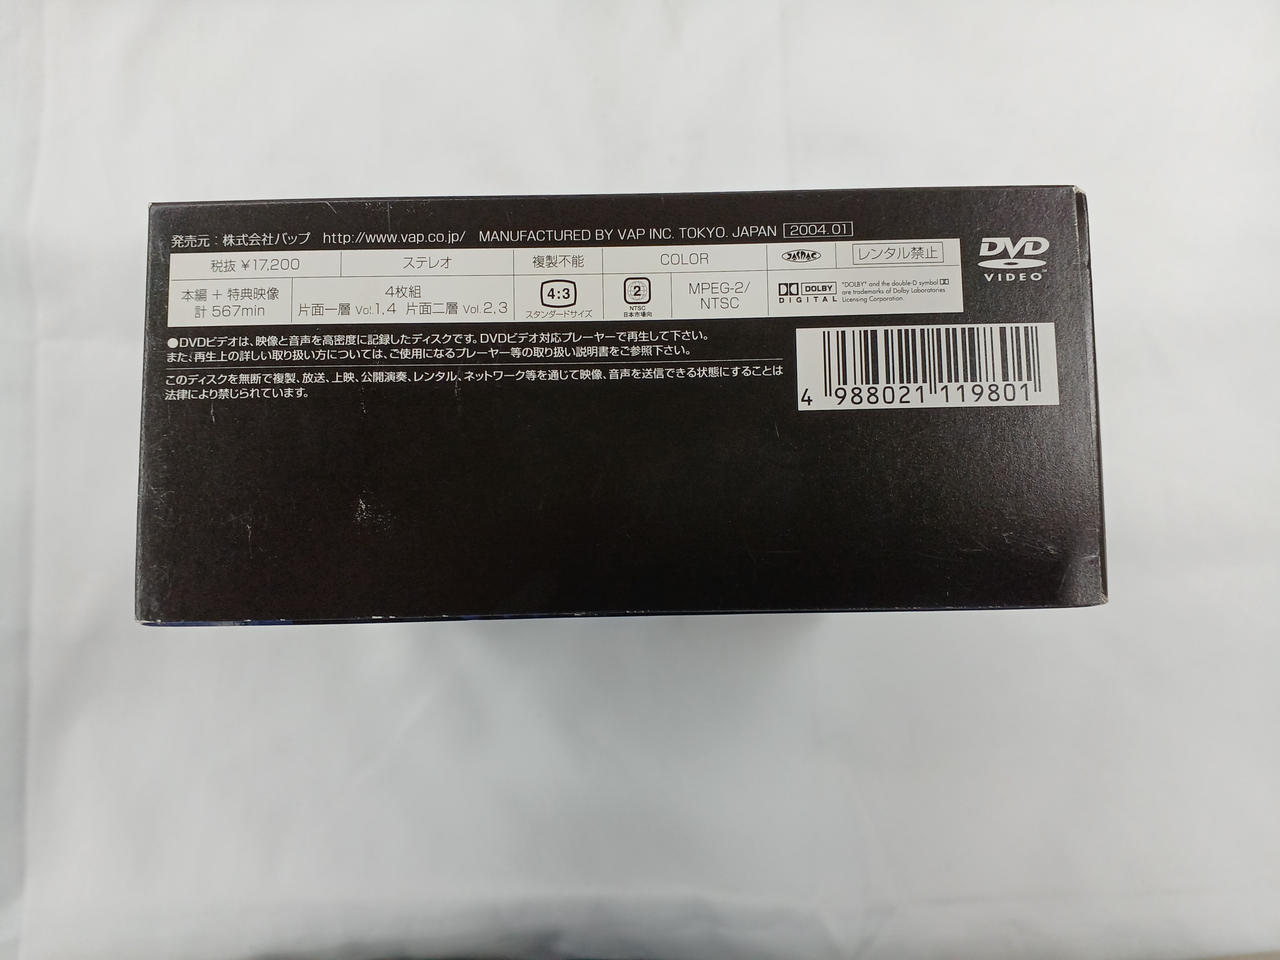 発売元：株式会社バップ http://www.vap.co.jp/ MANUFACTURED BY VAP INC. TOKYO. JAPAN 2004.01
税抜 ¥17,200 ステレオ 複製不能 COLOR JASRAC レンタル禁止
DVD
VIDEO
本編＋特典映像
計 567min
4枚組
片面一層 Vol.1,4 片面二層 Vol.2,3
4:3
スタンダードサイズ
2
NTSC
日本市場向
MPEG-2/
NTSC
DOLBY
DIGITAL
"DOLBY" and the double-D symbol
are trademarks of Dolby Laboratories
Licensing Corporation.
●DVDビデオは、映像と音声を高密度に記録したディスクです。DVDビデオ対応プレーヤーで再生して下さい。
また、再生上の詳しい取り扱い方については、ご使用になるプレーヤー等の取り扱い説明書をご参照下さい。
このディスクを無断で複製、放送、上映、公開演奏、レンタル、ネットワーク等を通じて映像、音声を送信できる状態にすることは
法律により禁じられています。
4 988021 119801